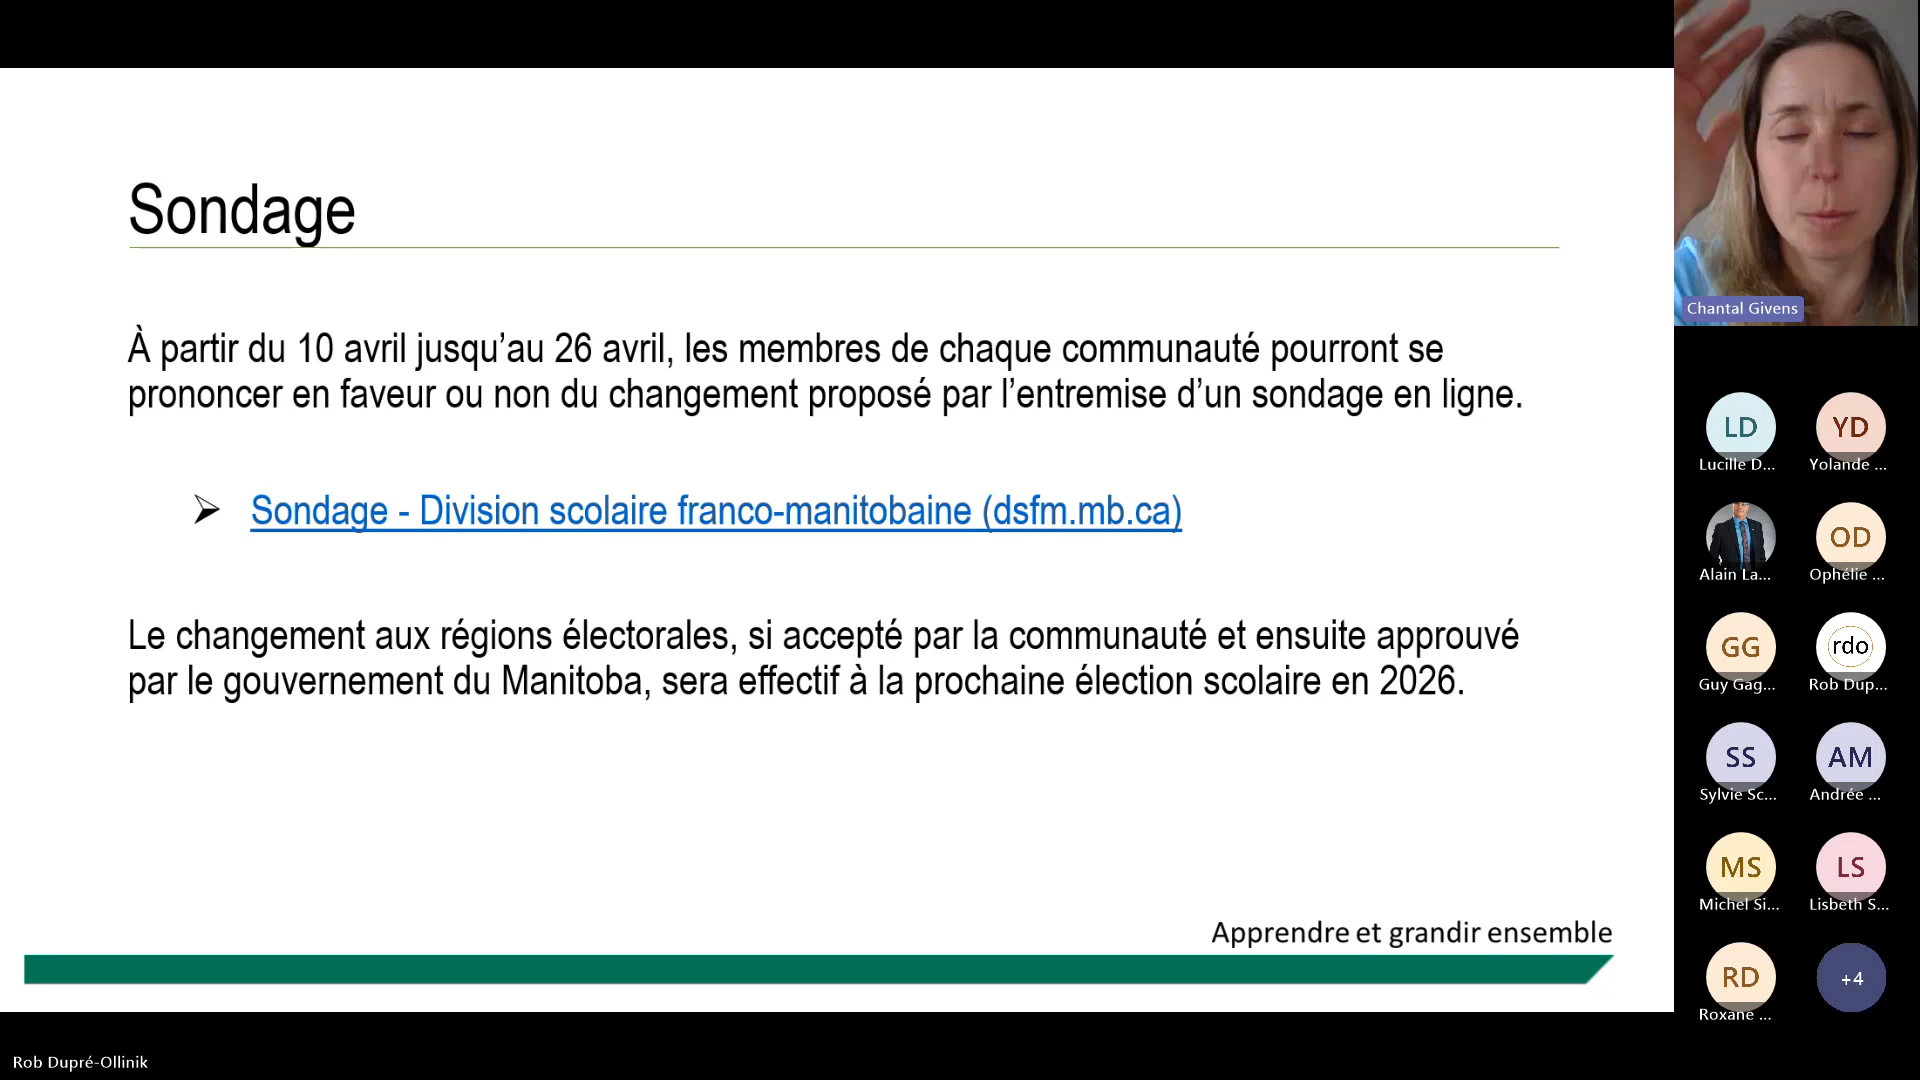 Sondage
À partir du 10 avril jusqu’au 26 avril, les membres de chaque communauté pourront se
prononcer en faveur ou non du changement proposé par l’entremise d’un sondage en ligne.
Sondage - Division scolaire franco-manitobaine (dsfm.mb.ca)
Le changement aux régions électorales, si accepté par la communauté et ensuite approuvé
par le gouvernement du Manitoba, sera effectif à la prochaine élection scolaire en 2026.
Apprendre et grandir ensemble
Rob Dupré-Ollinik
Chantal Givens
LD YD
Lucille D... Yolande ...
OD
Alain La... Ophélie ...
GG rdo
Guy Gag... Rob Dup...
SS AM
Sylvie Sc... Andrée ...
MS LS
Michel Si... Lisbeth S...
RD +4
Roxane ...